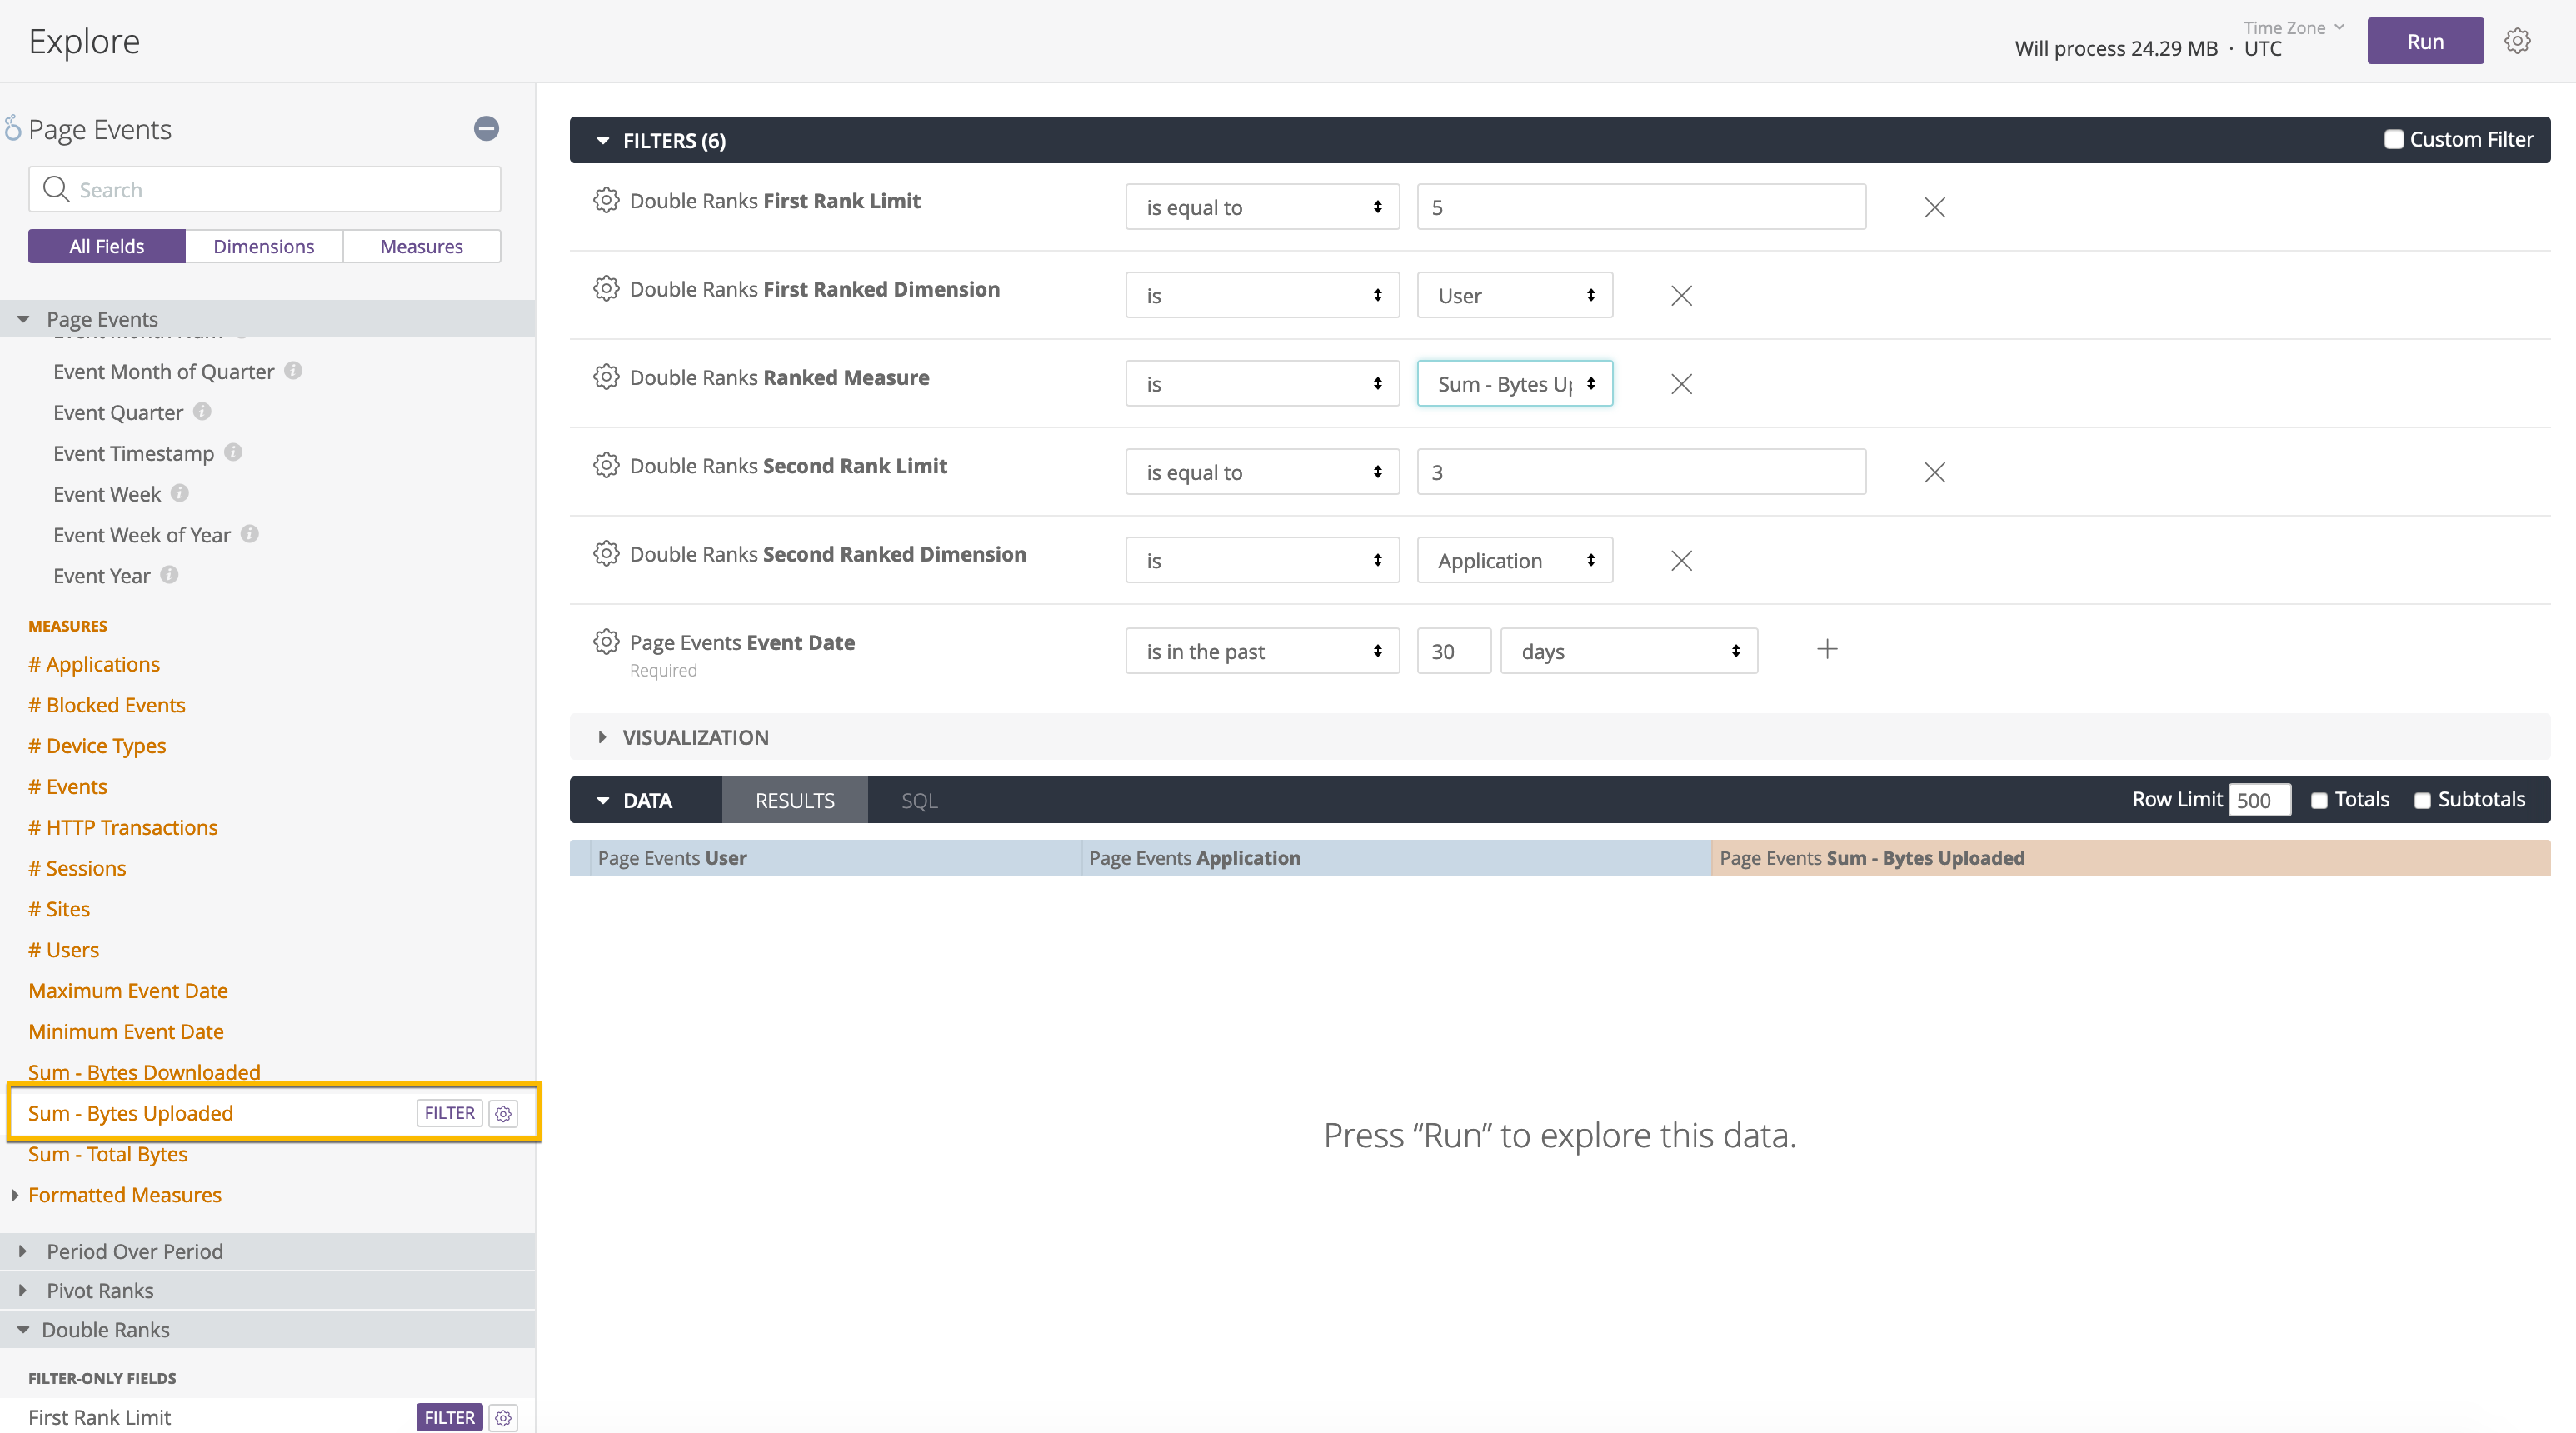 Explore
Time Zone
Will process 24.29 MB · UTC
Run
Page Events
Search
All Fields
Dimensions
Measures
Page Events
Event Month of Quarter
Event Quarter
Event Timestamp
Event Week
Event Week of Year
Event Year
MEASURES
# Applications
# Blocked Events
# Device Types
# Events
# HTTP Transactions
# Sessions
# Sites
# Users
Maximum Event Date
Minimum Event Date
Sum - Bytes Downloaded
Sum - Bytes Uploaded FILTER
Sum - Total Bytes
Formatted Measures
Period Over Period
Pivot Ranks
Double Ranks
FILTER-ONLY FIELDS
First Rank Limit FILTER
FILTERS (6)
Custom Filter
Double Ranks First Rank Limit is equal to 5
Double Ranks First Ranked Dimension is User
Double Ranks Ranked Measure is Sum - Bytes
Double Ranks Second Rank Limit is equal to 3
Double Ranks Second Ranked Dimension is Application
Page Events Event Date is in the past 30 days
Required
VISUALIZATION
DATA RESULTS SQL Row Limit 500 Totals Subtotals
Page Events User Page Events Application Page Events Sum - Bytes Uploaded
Press “Run” to explore this data.